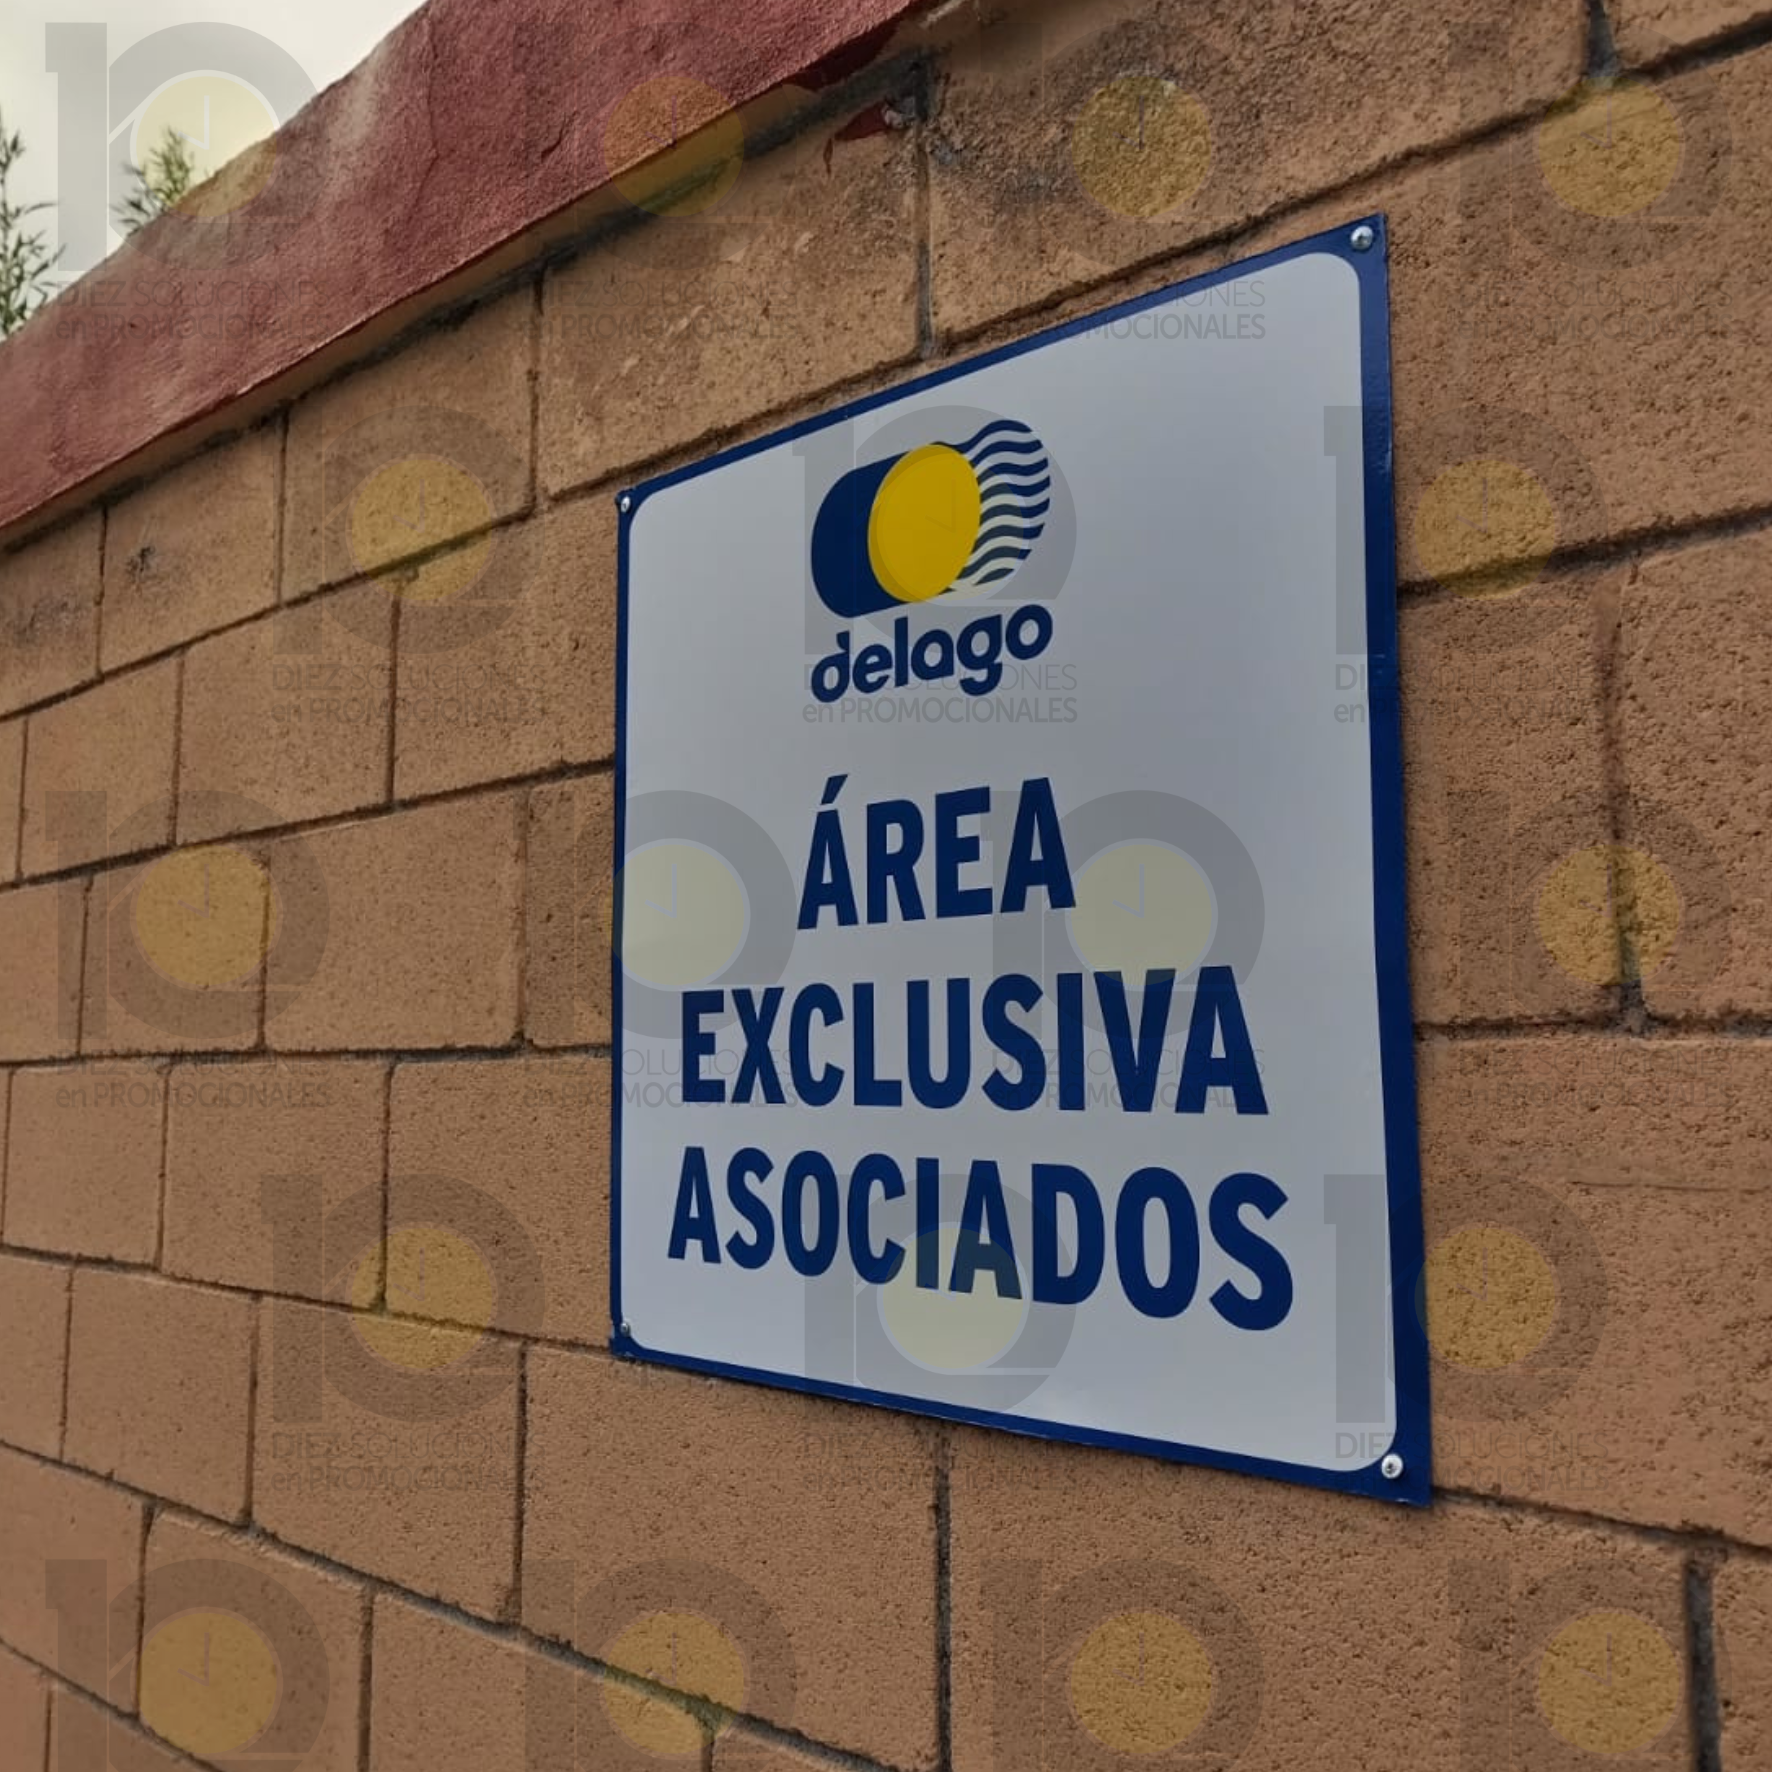 delago
ÁREA
EXCLUSIVA
ASOCIADOS
DIEZ SOLUCIONES
en PROMOCIONALES